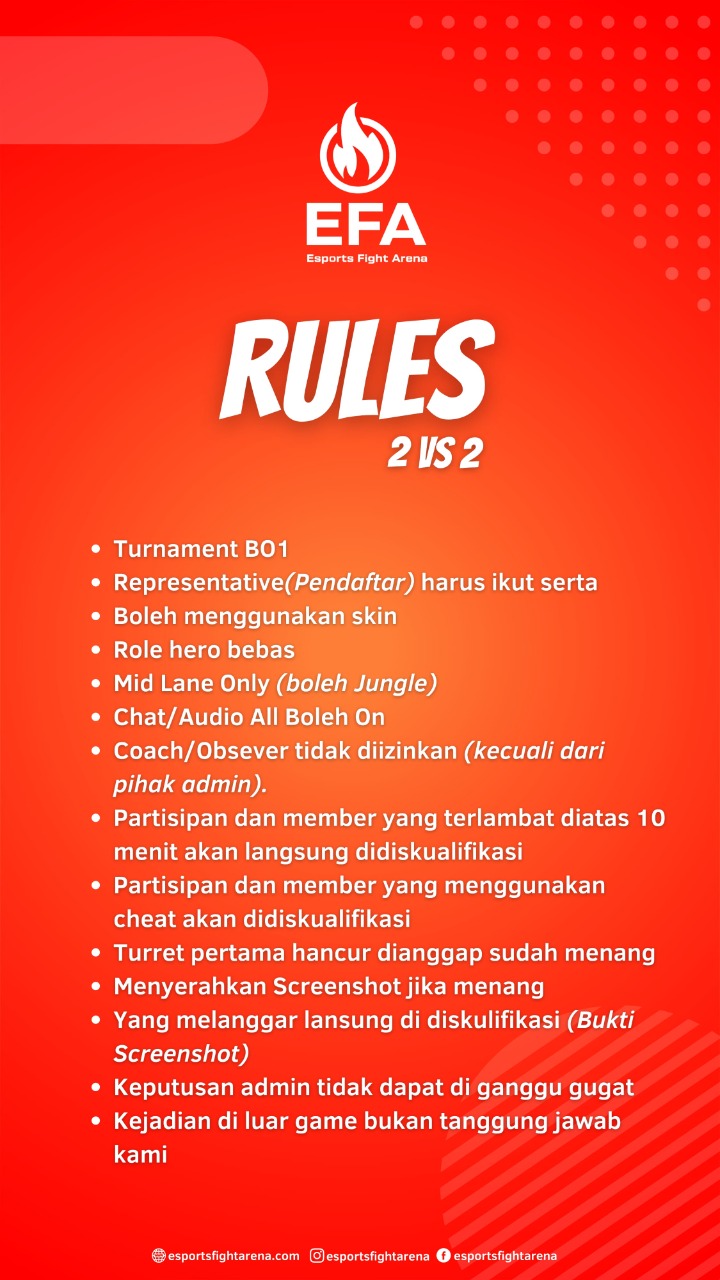 EFA
Esports Fight Arena
RULES
2 VS 2
• Turnament BO1
• Representative(Pendaftar) harus ikut serta
• Boleh menggunakan skin
• Role hero bebas
• Mid Lane Only (boleh Jungle)
• Chat/Audio All Boleh On
• Coach/Obsever tidak diizinkan (kecuali dari
pihak admin).
• Partisipan dan member yang terlambat diatas 10
menit akan langsung didiskualifikasi
• Partisipan dan member yang menggunakan
cheat akan didiskualifikasi
• Turret pertama hancur dianggap sudah menang
• Menyerahkan Screenshot jika menang
• Yang melanggar lansung di diskulifikasi (Bukti
Screenshot)
• Keputusan admin tidak dapat di ganggu gugat
• Kejadian di luar game bukan tanggung jawab
kami
esportsfightarena.com esportsfightarena esportsfightarena